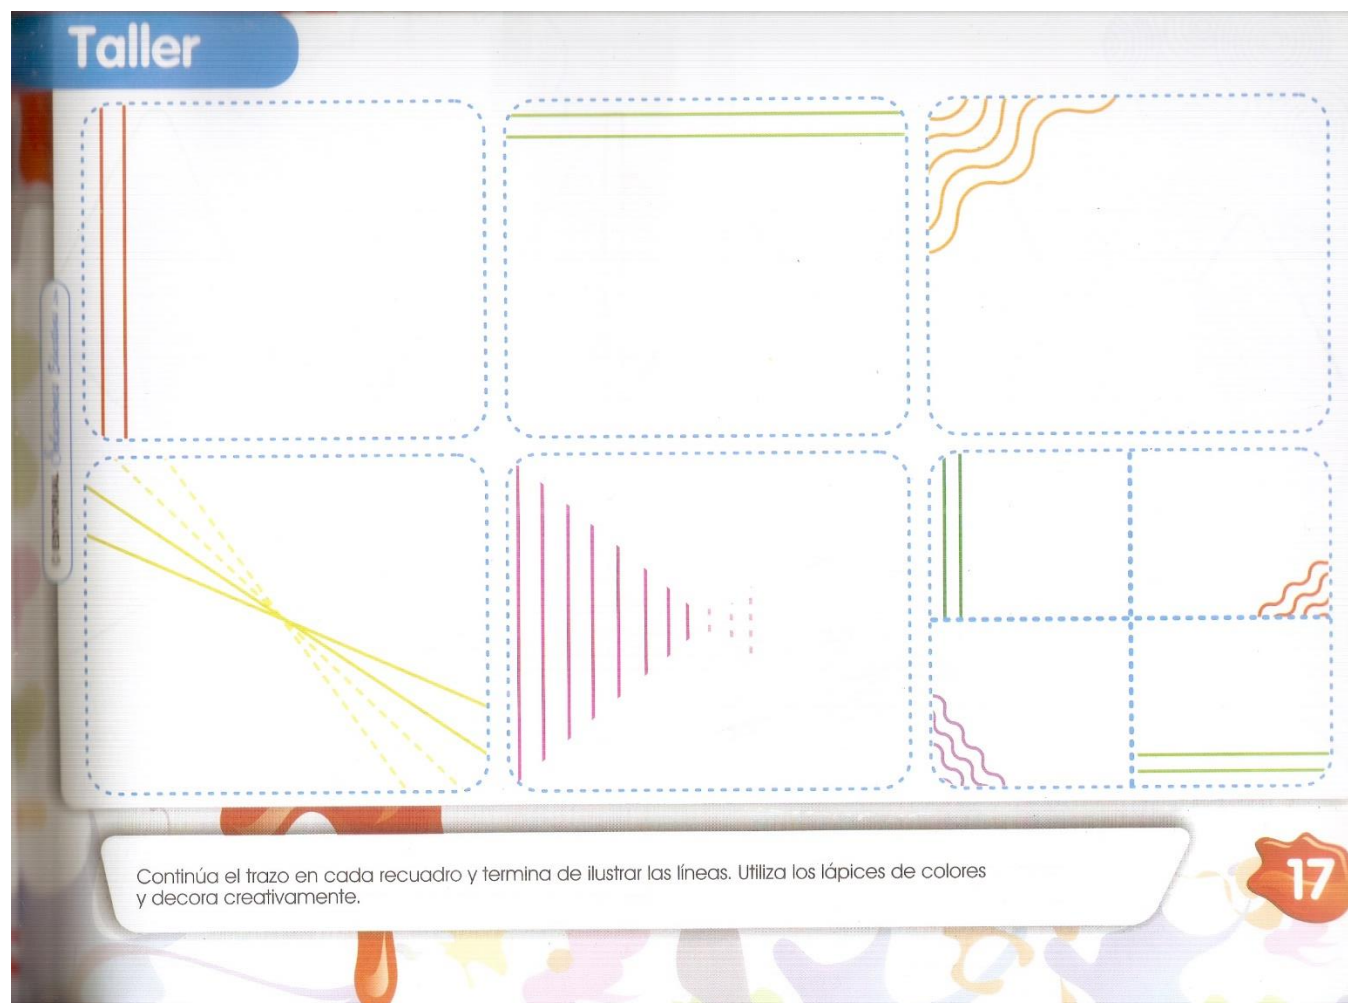 Taller
EDITORIAL
Continúa el trazo en cada recuadro y termina de ilustrar las líneas. Utiliza los lápices de colores
y decora creativamente.
17